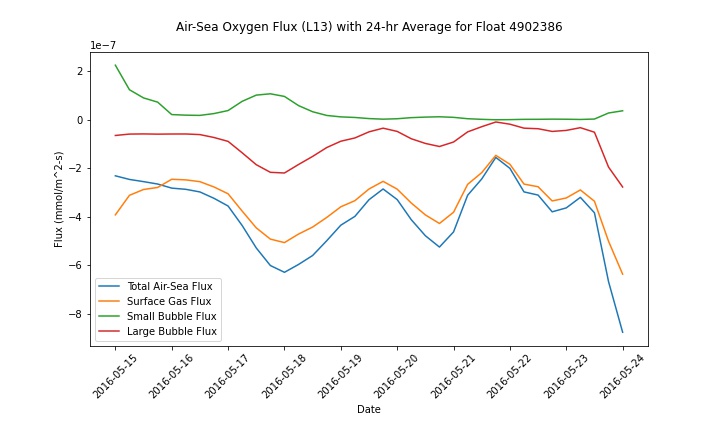 Air-Sea Oxygen Flux (L13) with 24-hr Average for Float 4902386
1e−7
2
0
−2
−4
−6
−8
Flux (mmol/m^2-s)
Total Air-Sea Flux
Surface Gas Flux
Small Bubble Flux
Large Bubble Flux
2016-05-15
2016-05-16
2016-05-17
2016-05-18
2016-05-19
2016-05-20
2016-05-21
2016-05-22
2016-05-23
2016-05-24
Date